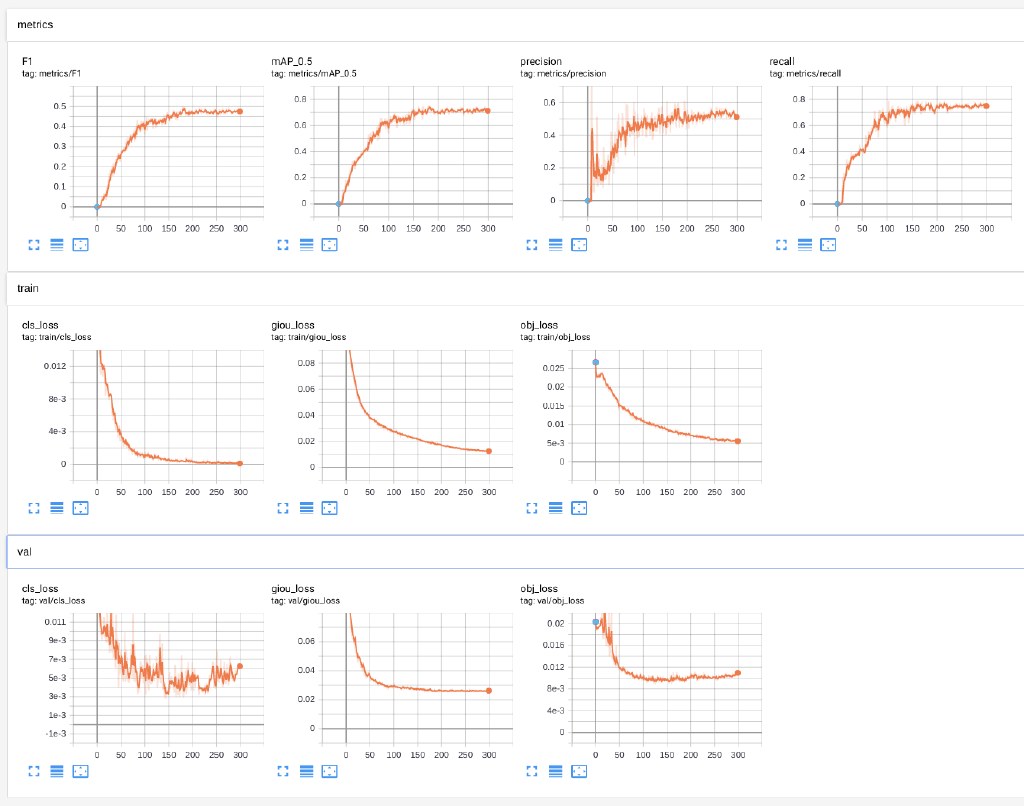 metrics
F1
tag: metrics/F1
0.5
0.4
0.3
0.2
0.1
0
0 50 100 150 200 250 300
mAP_0.5
tag: metrics/mAP_0.5
0.8
0.6
0.4
0.2
0
0 50 100 150 200 250 300
precision
tag: metrics/precision
0.6
0.4
0.2
0
0 50 100 150 200 250 300
recall
tag: metrics/recall
0.8
0.6
0.4
0.2
0
0 50 100 150 200 250 300
train
cls_loss
tag: train/cls_loss
0.012
8e-3
4e-3
0
0 50 100 150 200 250 300
giou_loss
tag: train/giou_loss
0.08
0.06
0.04
0.02
0
0 50 100 150 200 250 300
obj_loss
tag: train/obj_loss
0.025
0.02
0.015
0.01
5e-3
0
0 50 100 150 200 250 300
val
cls_loss
tag: val/cls_loss
0.011
9e-3
7e-3
5e-3
3e-3
1e-3
-1e-3
0 50 100 150 200 250 300
giou_loss
tag: val/giou_loss
0.06
0.04
0.02
0
0 50 100 150 200 250 300
obj_loss
tag: val/obj_loss
0.02
0.016
0.012
8e-3
4e-3
0
0 50 100 150 200 250 300